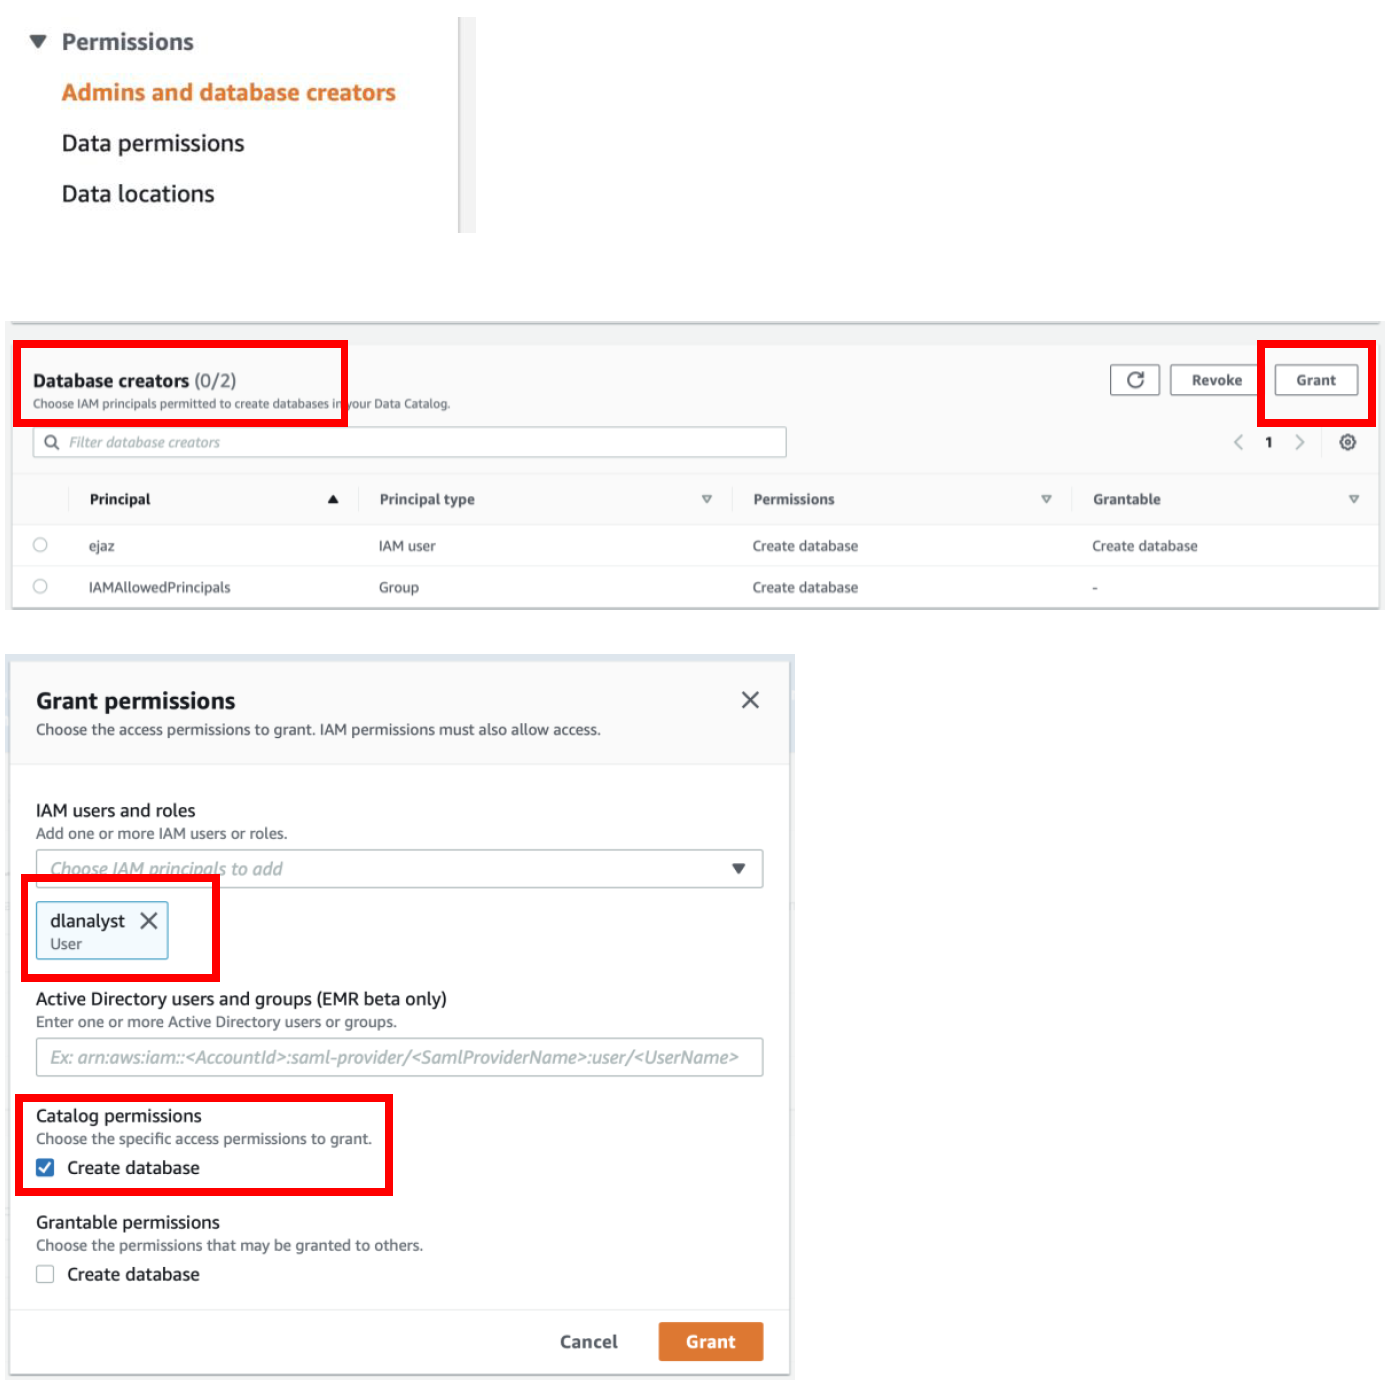 Permissions
Admins and database creators
Data permissions
Data locations
Database creators (0/2)
Choose IAM principals permitted to create databases in your Data Catalog.
Revoke
Grant
Filter database creators
1
Principal Principal type Permissions Grantable
ejaz IAM user Create database Create database
IAMAllowedPrincipals Group Create database -
Grant permissions
Choose the access permissions to grant. IAM permissions must also allow access.
IAM users and roles
Add one or more IAM users or roles.
Choose IAM principals to add
dlanalyst
User
Active Directory users and groups (EMR beta only)
Enter one or more Active Directory users or groups.
Ex: arn:aws:iam::<AccountId>:saml-provider/<SamlProviderName>:user/<UserName>
Catalog permissions
Choose the specific access permissions to grant.
Create database
Grantable permissions
Choose the permissions that may be granted to others.
Create database
Cancel
Grant